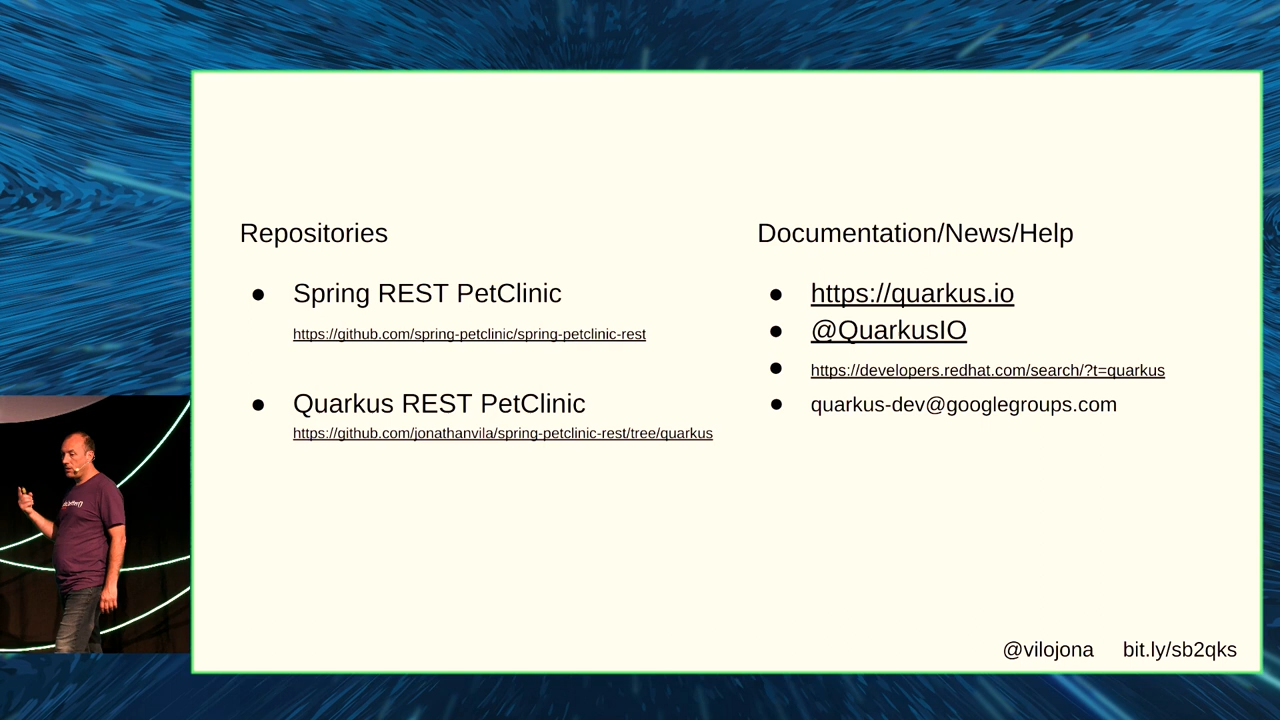 Repositories
● Spring REST PetClinic
https://github.com/spring-petclinic/spring-petclinic-rest
● Quarkus REST PetClinic
https://github.com/jonathanvila/spring-petclinic-rest/tree/quarkus
Documentation/News/Help
● https://quarkus.io
● @QuarkusIO
● https://developers.redhat.com/search/?t=quarkus
● quarkus-dev@googlegroups.com
@vilojona bit.ly/sb2qks